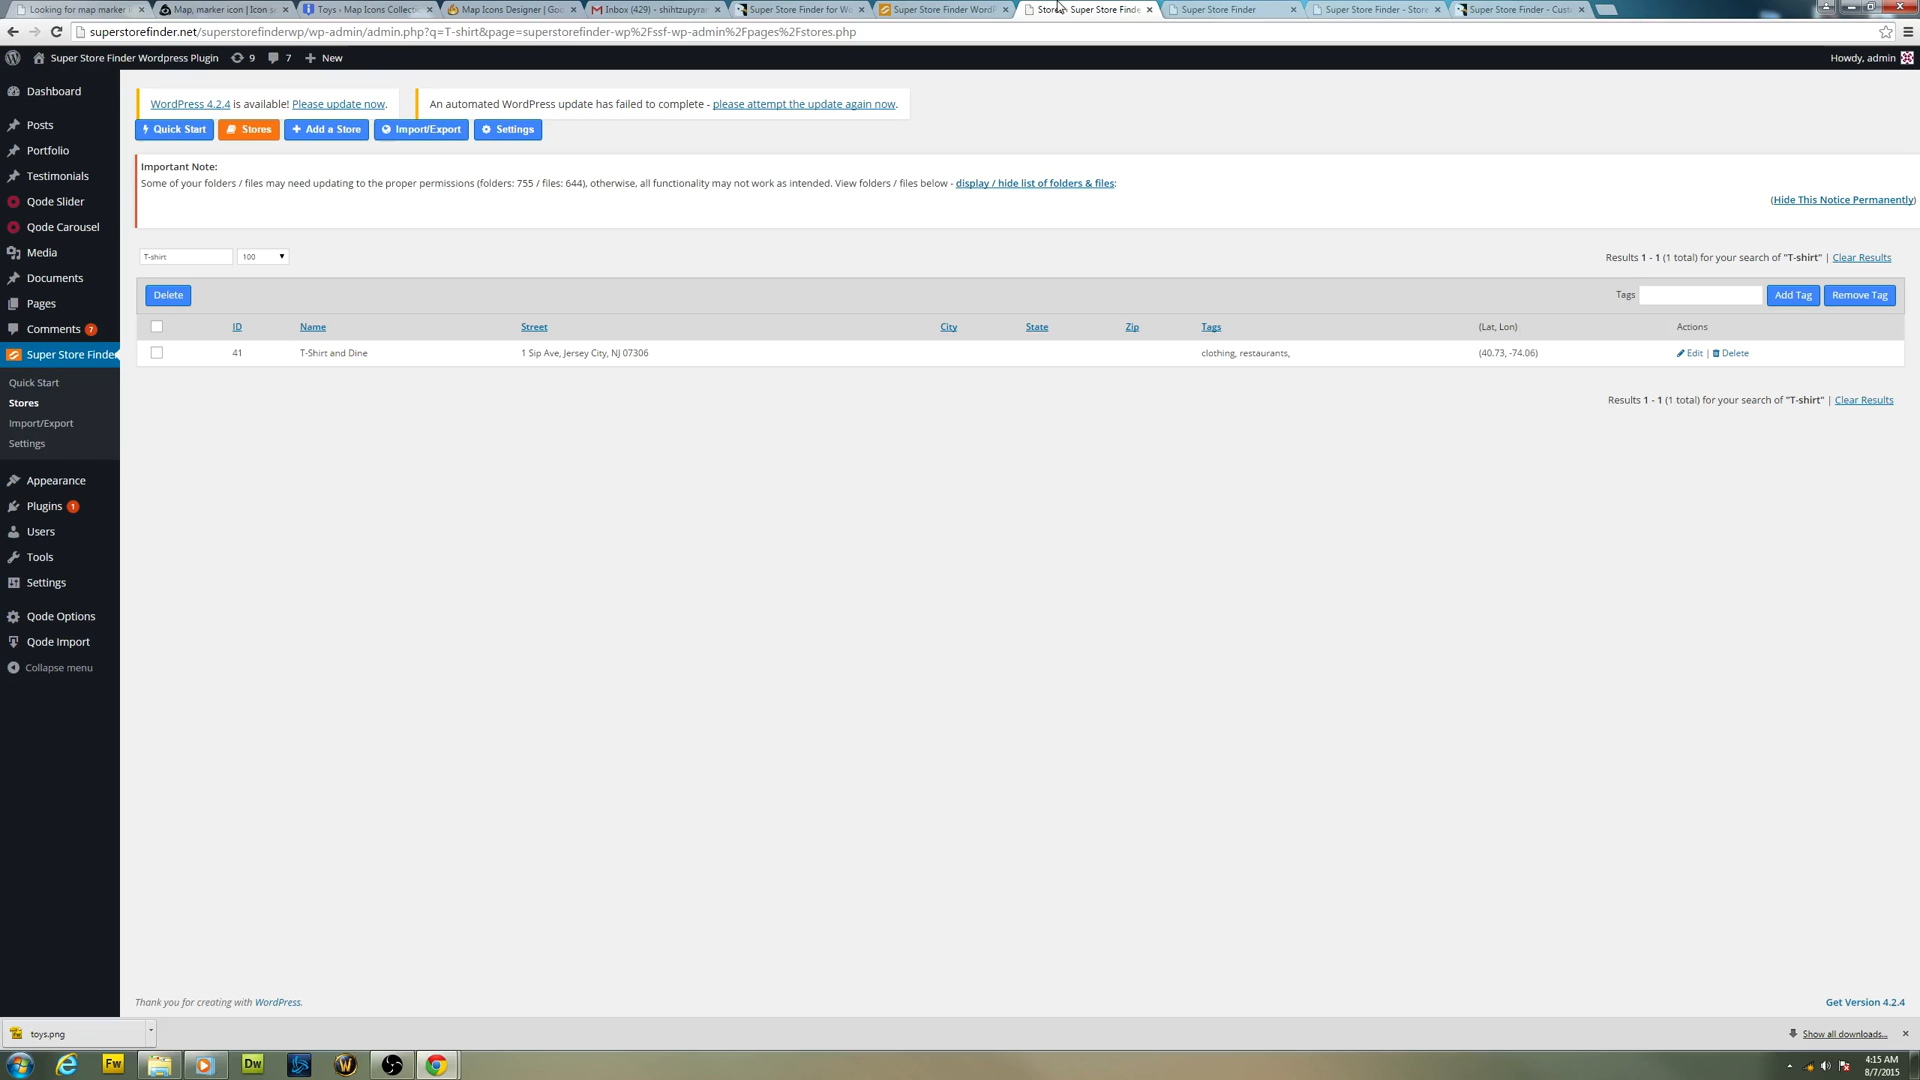 Looking for map marker i
Map, marker icon | Icon s
Toys › Map Icons Collecti
Map Icons Designer | Goo
Inbox (429) - shihtzupyra
Super Store Finder for Wo
Super Store Finder WordP
Stores Super Store Finde
Super Store Finder
Super Store Finder - Store
Super Store Finder - Cust
superstorefinder.net/superstorefinderwp/wp-admin/admin.php?q=T-shirt&page=superstorefinder-wp%2Fssf-wp-admin%2Fpages%2Fstores.php
Super Store Finder Wordpress Plugin 9 7 + New Howdy, admin
Dashboard
Posts
Portfolio
Testimonials
Qode Slider
Qode Carousel
Media
Documents
Pages
Comments 7
Super Store Finder
Quick Start
Stores
Import/Export
Settings
Appearance
Plugins 1
Users
Tools
Settings
Qode Options
Qode Import
Collapse menu
WordPress 4.2.4 is available! Please update now.
An automated WordPress update has failed to complete - please attempt the update again now.
Quick Start Stores + Add a Store Import/Export Settings
Important Note:
Some of your folders / files may need updating to the proper permissions (folders: 755 / files: 644), otherwise, all functionality may not work as intended. View folders / files below - display / hide list of folders & files:
(Hide This Notice Permanently)
T-shirt 100 Results 1 - 1 (1 total) for your search of "T-shirt" | Clear Results
Delete Tags Add Tag Remove Tag
ID Name Street City State Zip Tags (Lat, Lon) Actions
41 T-Shirt and Dine 1 Sip Ave, Jersey City, NJ 07306 clothing, restaurants, (40.73, -74.06) Edit | Delete
Results 1 - 1 (1 total) for your search of "T-shirt" | Clear Results
Thank you for creating with WordPress. Get Version 4.2.4
toys.png Show all downloads...
Fw Dw
4:15 AM
8/7/2015